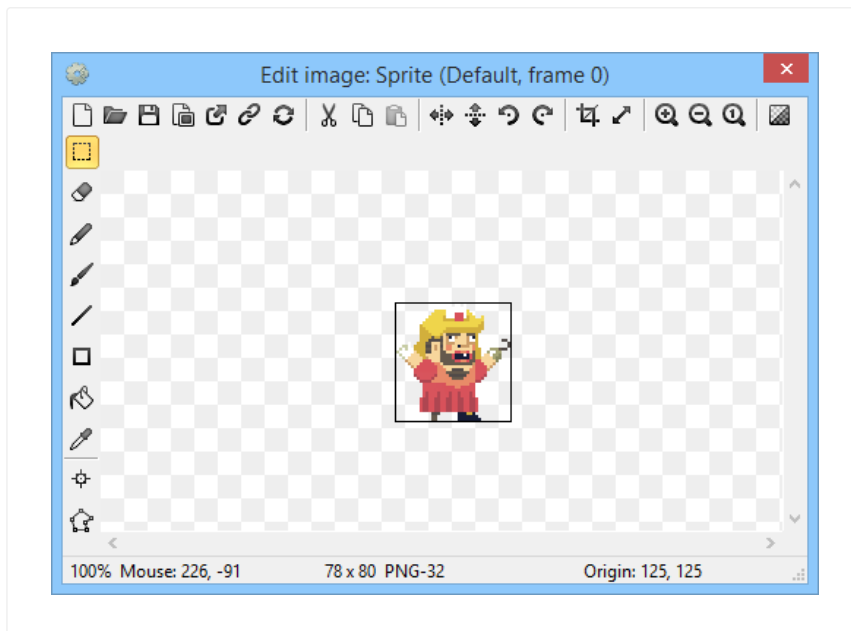 Edit image: Sprite (Default, frame 0)
100% Mouse: 226, -91 78 x 80 PNG-32 Origin: 125, 125